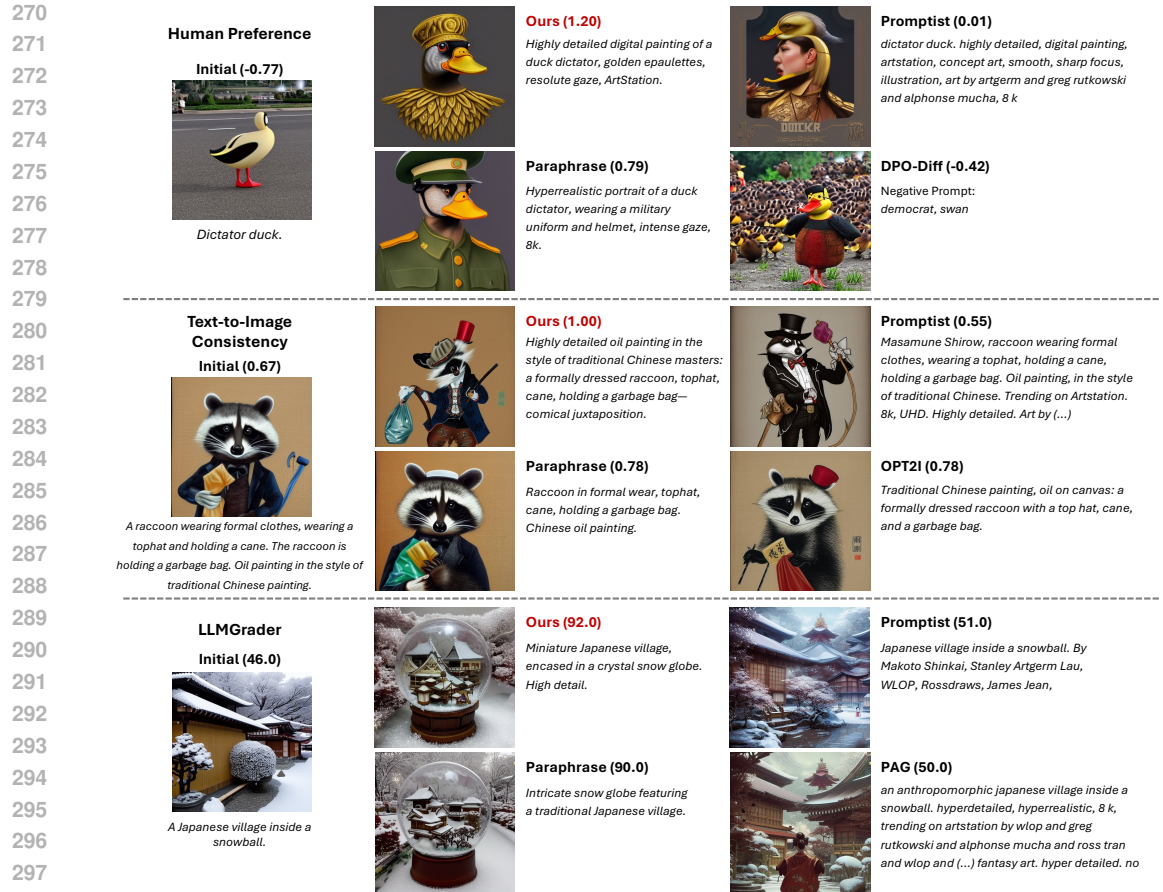 270
271
272
273
274
275
276
277
278
279
280
281
282
283
284
285
286
287
288
289
290
291
292
293
294
295
296
297
Human Preference
Initial (-0.77)
Dictator duck.
Ours (1.20)
Highly detailed digital painting of a
duck dictator, golden epaulettes,
resolute gaze, ArtStation.
Promptist (0.01)
dictator duck. highly detailed, digital painting,
artstation, concept art, smooth, sharp focus,
illustration, art by artgerm and greg rutkowski
and alphonse mucha, 8 k
Paraphrase (0.79)
Hyperrealistic portrait of a duck
dictator, wearing a military
uniform and helmet, intense gaze,
8k.
DPO-Diff (-0.42)
Negative Prompt:
democrat, swan
Text-to-Image
Consistency
Initial (0.67)
A raccoon wearing formal clothes, wearing a
tophat and holding a cane. The raccoon is
holding a garbage bag. Oil painting in the style of
traditional Chinese painting.
Ours (1.00)
Highly detailed oil painting in the
style of traditional Chinese masters:
a formally dressed raccoon, tophat,
cane, holding a garbage bag—
comical juxtaposition.
Promptist (0.55)
Masamune Shirow, raccoon wearing formal
clothes, wearing a tophat, holding a cane,
holding a garbage bag. Oil painting, in the style
of traditional Chinese. Trending on Artstation.
8k, UHD. Highly detailed. Art by (...)
Paraphrase (0.78)
Raccoon in formal wear, tophat,
cane, holding a garbage bag.
Chinese oil painting.
OPT2I (0.78)
Traditional Chinese painting, oil on canvas: a
formally dressed raccoon with a top hat, cane,
and a garbage bag.
LLMGrader
Initial (46.0)
A Japanese village inside a
snowball.
Ours (92.0)
Miniature Japanese village,
encased in a crystal snow globe.
High detail.
Promptist (51.0)
Japanese village inside a snowball. By
Makoto Shinkai, Stanley Artgerm Lau,
WLOP, Rossdraws, James Jean,
Paraphrase (90.0)
Intricate snow globe featuring
a traditional Japanese village.
PAG (50.0)
an anthropomorphic japanese village inside a
snowball. hyperdetailed, hyperrealistic, 8 k,
trending on artstation by wlop and greg
rutkowski and alphonse mucha and ross tran
and wlop and (...) fantasy art. hyper detailed. no